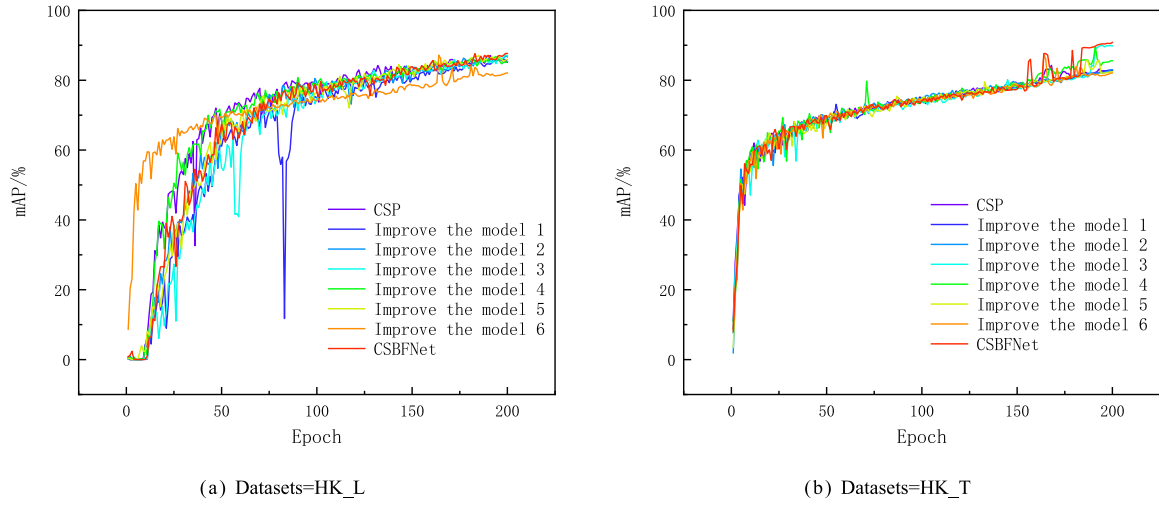 100
80
60
40
20
0
mAP/%
0 50 100 150 200
Epoch
CSP
Improve the model 1
Improve the model 2
Improve the model 3
Improve the model 4
Improve the model 5
Improve the model 6
CSBFNet
(a) Datasets=HK_L
100
80
60
40
20
0
mAP/%
0 50 100 150 200
Epoch
CSP
Improve the model 1
Improve the model 2
Improve the model 3
Improve the model 4
Improve the model 5
Improve the model 6
CSBFNet
(b) Datasets=HK_T